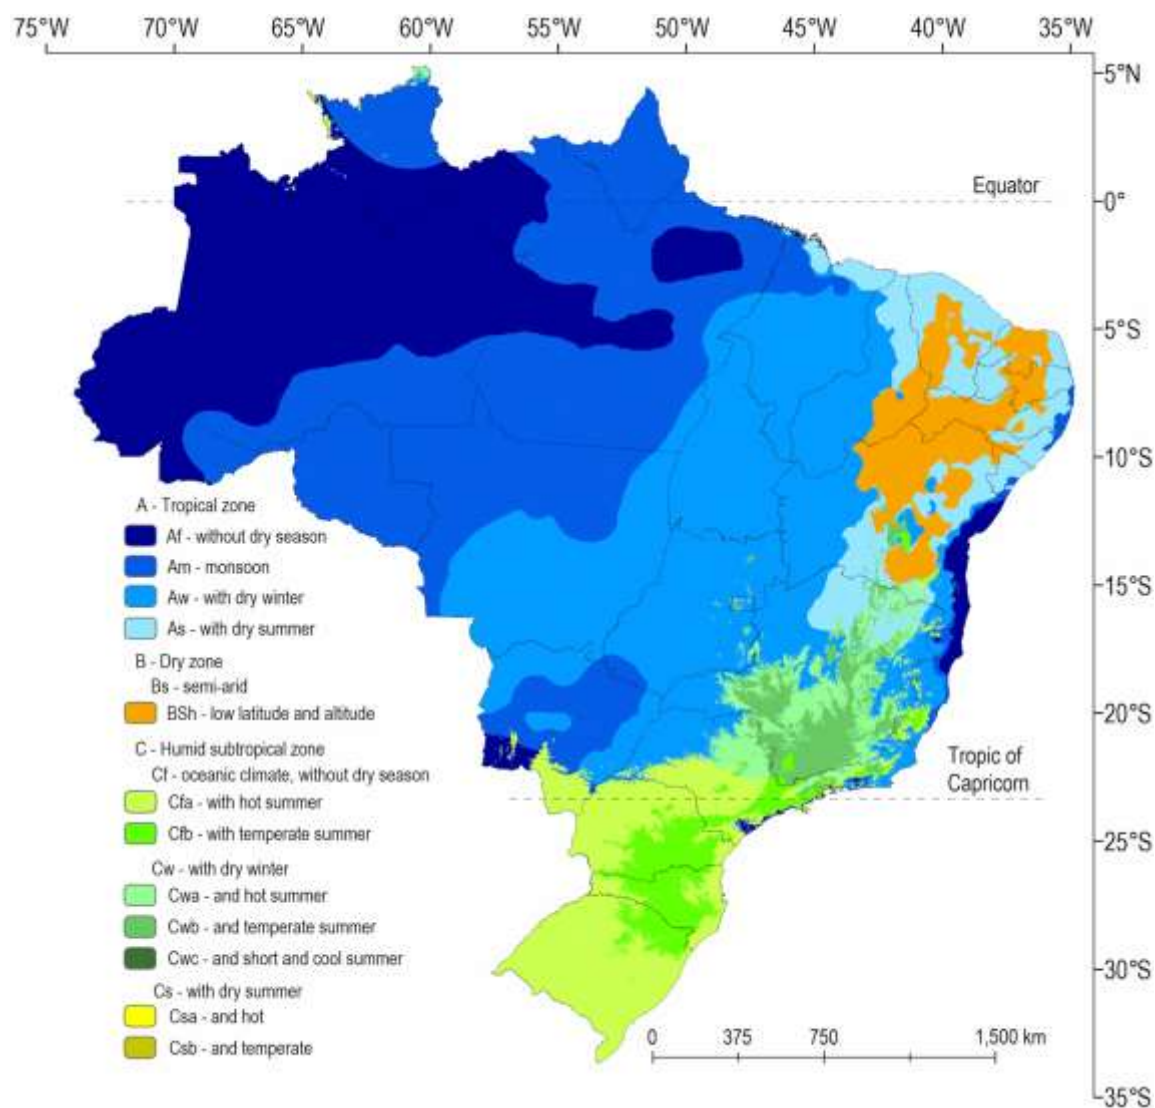 75°W 70°W 65°W 60°W 55°W 50°W 45°W 40°W 35°W
5°N
Equator
0°
5°S
10°S
A - Tropical zone
Af - without dry season
Am - monsoon
15°S
Aw - with dry winter
As - with dry summer
B - Dry zone
Bs - semi-arid
BSh - low latitude and altitude
20°S
C - Humid subtropical zone
Cf - oceanic climate, without dry season
Tropic of
Capricorn
Cfa - with hot summer
Cfb - with temperate summer
25°S
Cw - with dry winter
Cwa - and hot summer
Cwb - and temperate summer
Cwc - and short and cool summer
30°S
Cs - with dry summer
Csa - and hot
Csb - and temperate
0 375 750 1,500 km
35°S